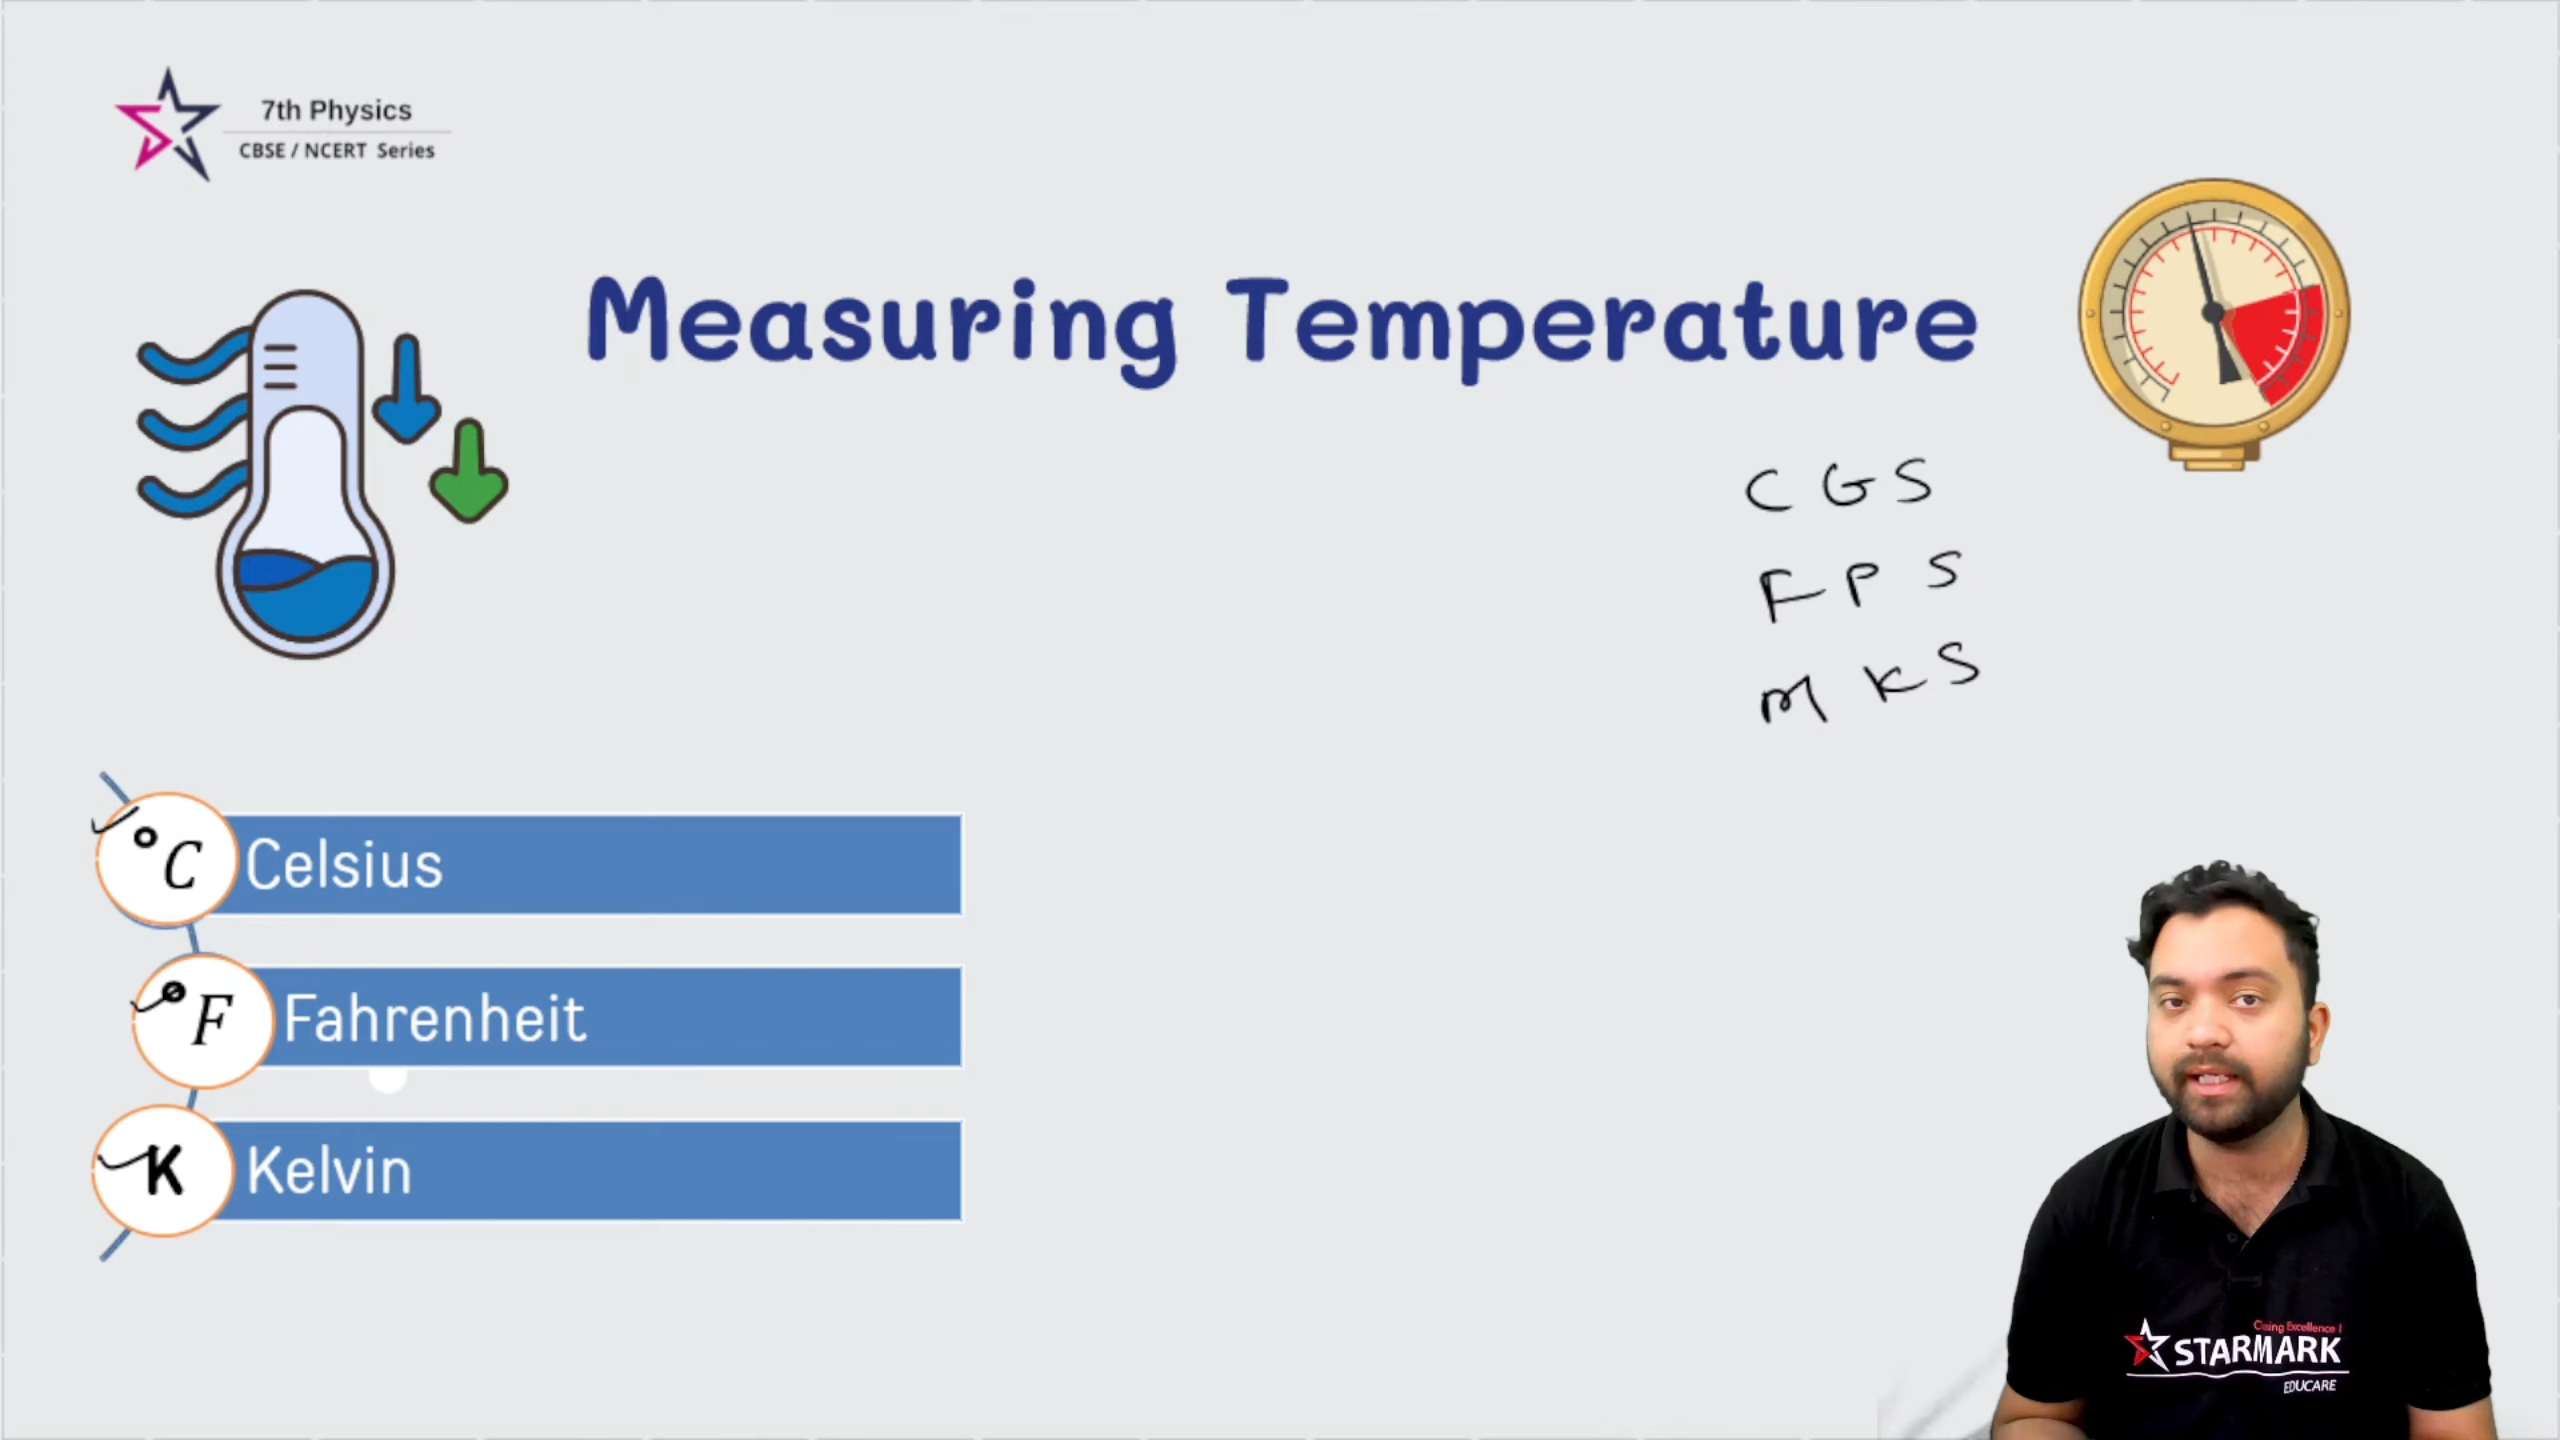 7th Physics
CBSE / NCERT Series
Measuring Temperature
C G S
F P S
M K S
°C Celsius
°F Fahrenheit
K Kelvin
STARMARK
EDUCARE